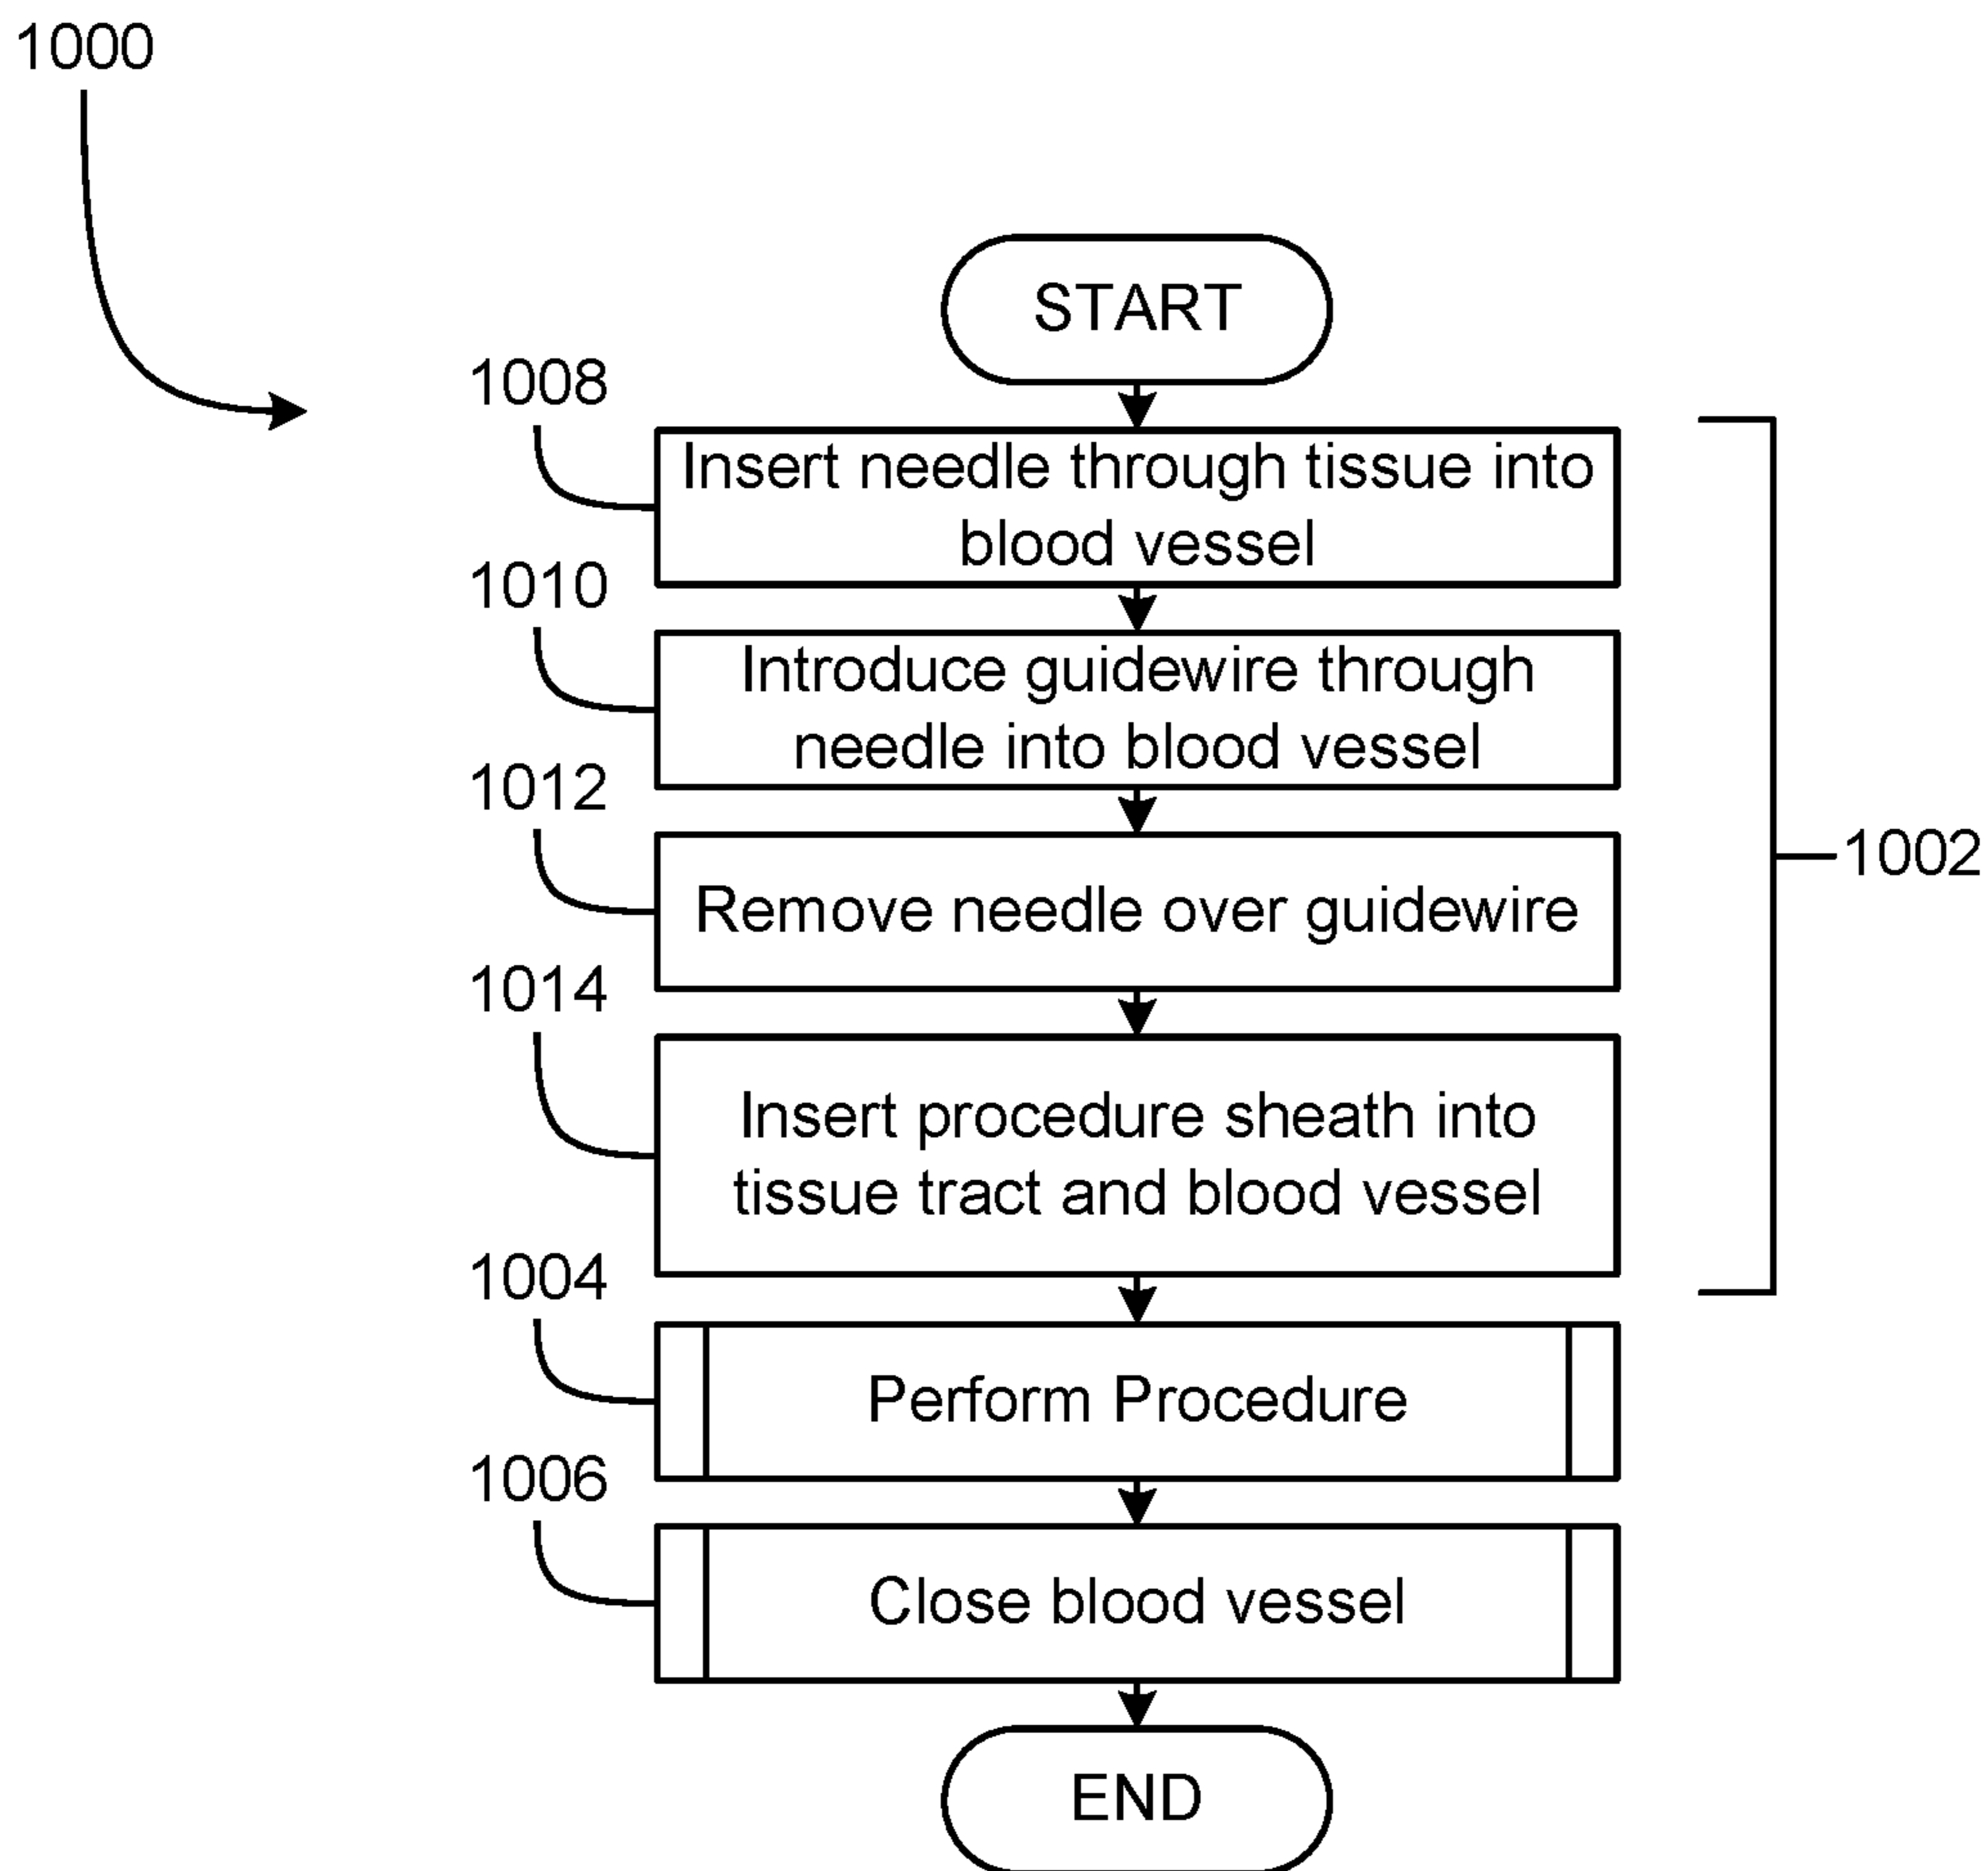 1000
START
1008
Insert needle through tissue into
blood vessel
1010
Introduce guidewire through
needle into blood vessel
1012
Remove needle over guidewire
1002
1014
Insert procedure sheath into
tissue tract and blood vessel
1004
Perform Procedure
1006
Close blood vessel
END